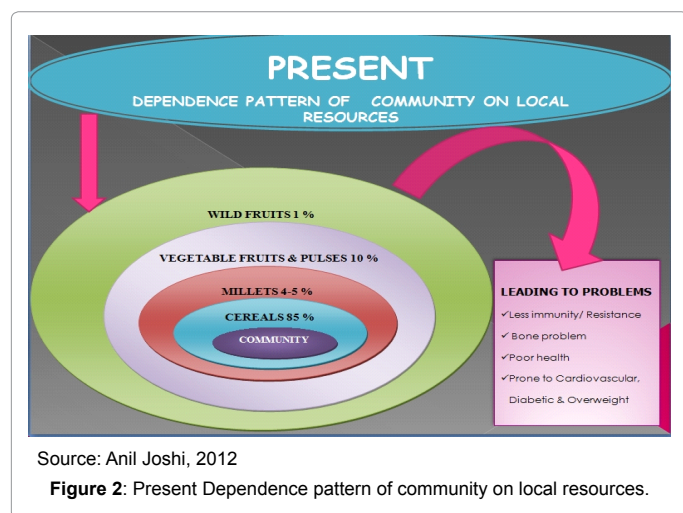 PRESENT
DEPENDENCE PATTERN OF COMMUNITY ON LOCAL
RESOURCES
WILD FRUITS 1 %
VEGETABLE FRUITS & PULSES 10 %
MILLETS 4-5 %
CEREALS 85 %
COMMUNITY
LEADING TO PROBLEMS
✓Less immunity/ Resistance
✓ Bone problem
✓Poor health
✓Prone to Cardiovascular,
Diabetic & Overweight
Source: Anil Joshi, 2012
Figure 2: Present Dependence pattern of community on local resources.